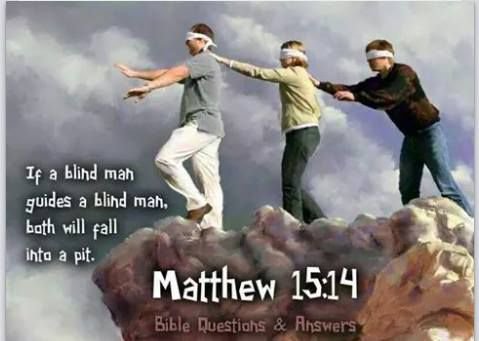 If a blind man
guides a blind man,
both will fall
into a pit.
Matthew 15:14
Bible Questions & Answers